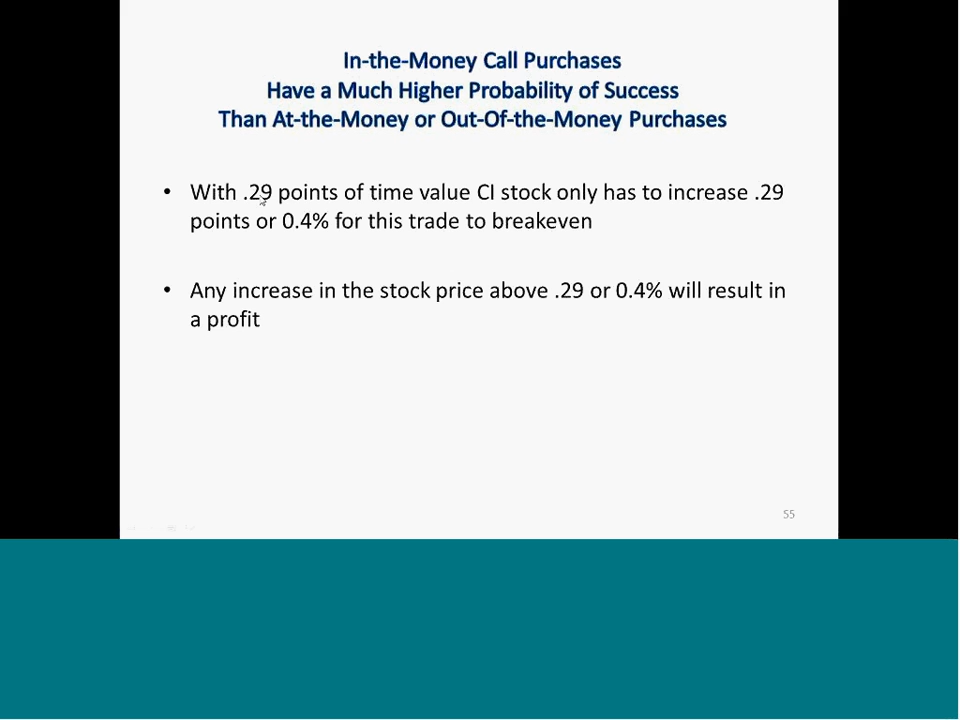 In-the-Money Call Purchases
Have a Much Higher Probability of Success
Than At-the-Money or Out-Of-the-Money Purchases
• With .29 points of time value CI stock only has to increase .29
points or 0.4% for this trade to breakeven
• Any increase in the stock price above .29 or 0.4% will result in
a profit
55